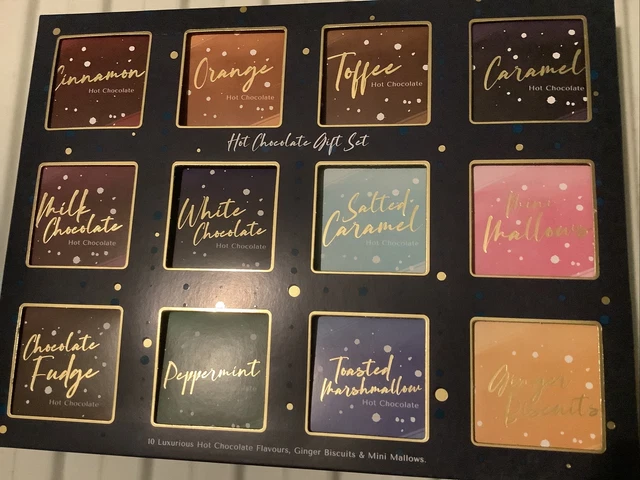 Cinnamon
Hot Chocolate
Orange
Hot Chocolate
Toffee
Hot Chocolate
Caramel
Hot Chocolate
Hot Chocolate Gift Set
Milk
Chocolate
Hot Chocolate
White
Chocolate
Hot Chocolate
Salted
Caramel
Hot Chocolate
Mini
Mallows
Chocolate
Fudge
Hot Chocolate
Peppermint
Toasted
Marshmallow
Hot Chocolate
Ginger
Biscuits
10 Luxurious Hot Chocolate Flavours, Ginger Biscuits & Mini Mallows.